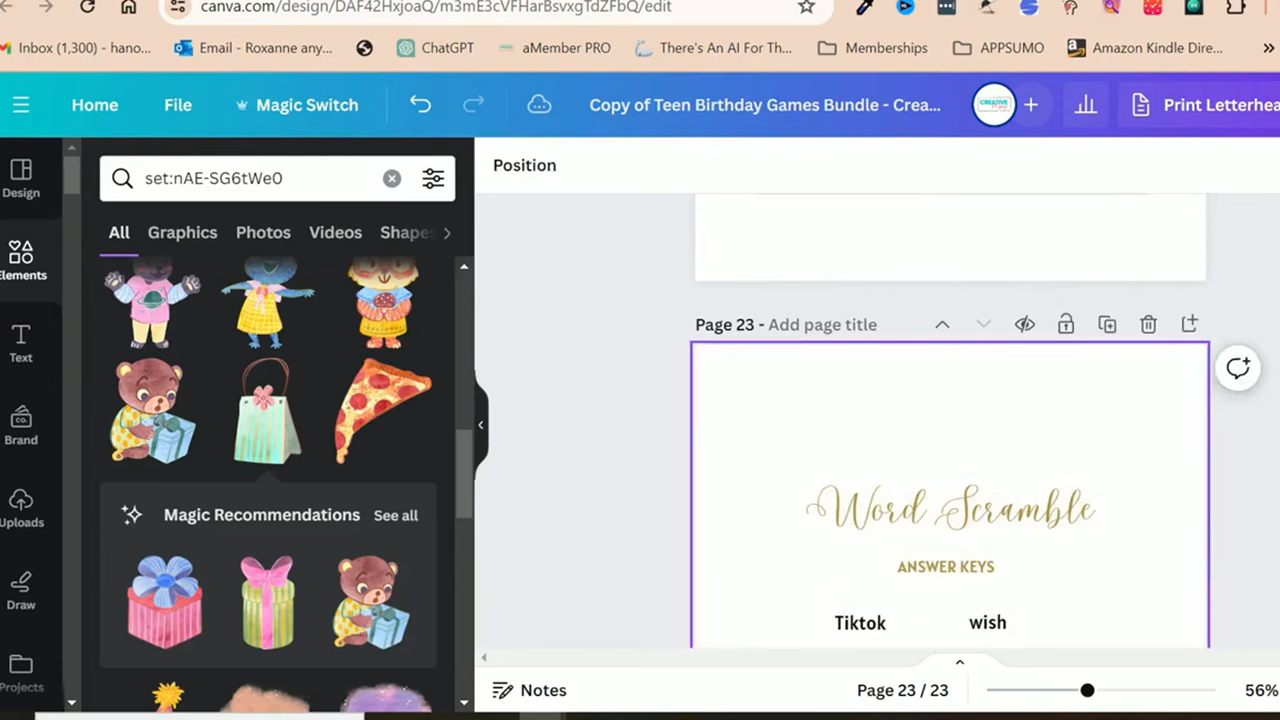 canva.com/design/DAF42HxjoaQ/m3mE3cVFHarBsvxgTdZFbQ/edit
Inbox (1,300) - hano...
Email - Roxanne any...
ChatGPT
aMember PRO
There's An AI For Th...
Memberships
APPSUMO
Amazon Kindle Dire...
Home
File
Magic Switch
Copy of Teen Birthday Games Bundle - Crea...
CREATIVE
Print Letterhea
Design
Elements
Text
Brand
Uploads
Draw
Projects
set:nAE-SG6tWe0
All
Graphics
Photos
Videos
Shapes
Magic Recommendations
See all
Position
Page 23 - Add page title
Word Scramble
ANSWER KEYS
Tiktok
wish
Notes
Page 23 / 23
56%